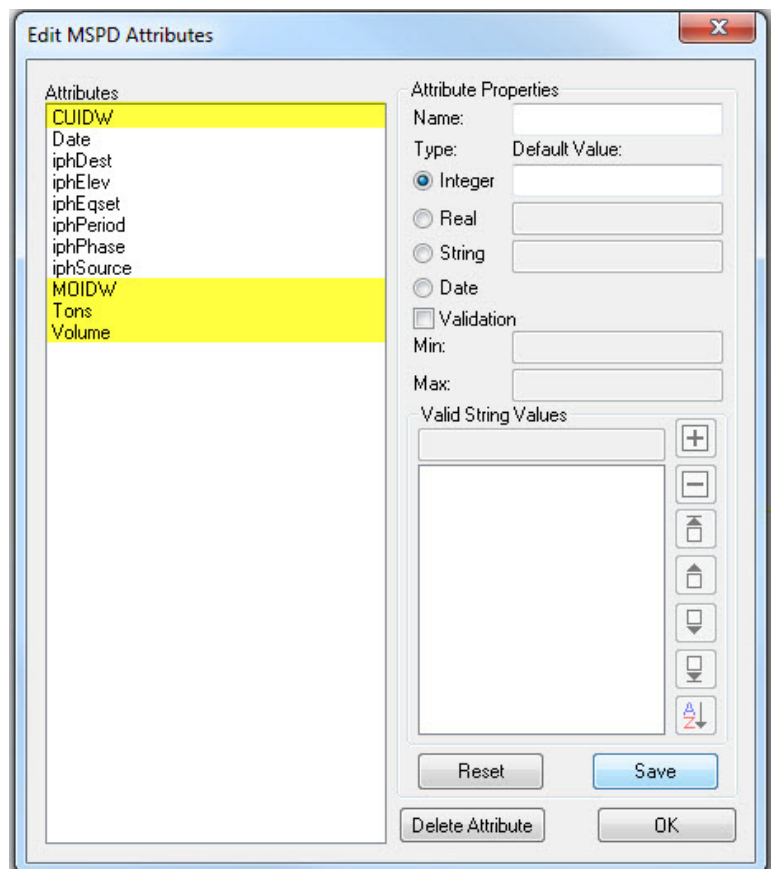 Edit MSPD Attributes
Attributes
CUIDW
Date
iphDest
iphElev
iphEqset
iphPeriod
iphPhase
iphSource
MOIDW
Tons
Volume
Attribute Properties
Name:
Type: Default Value:
Integer
Real
String
Date
Validation
Min:
Max:
Valid String Values
A
Z
Reset Save
Delete Attribute OK